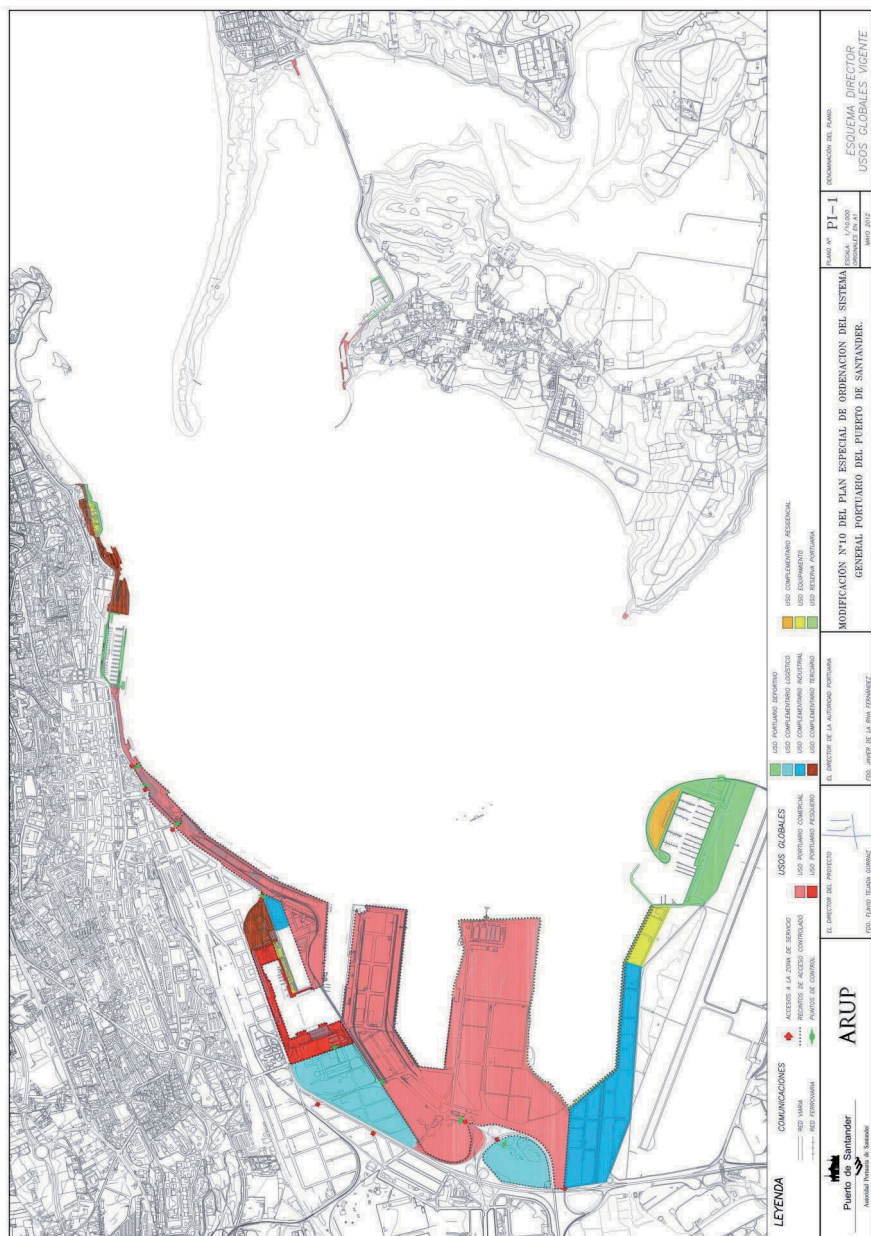 LEYENDA
COMUNICACIONES
RED VIARIA
RED FERROVIARIA
ACCESOS A LA ZONA DE SERVICIO
RECINTOS DE ACCESO CONTROLADO
PUNTOS DE CONTROL
USOS GLOBALES
USO PORTUARIO COMERCIAL
USO PORTUARIO PESQUERO
USO PORTUARIO DEPORTIVO
USO COMPLEMENTARIO LOGÍSTICO
USO COMPLEMENTARIO INDUSTRIAL
USO COMPLEMENTARIO TERCIARIO
USO COMPLEMENTARIO RESIDENCIAL
USO EQUIPAMIENTO
USO RESERVA PORTUARIA
Puerto de Santander
Autoridad Portuaria de Santander
ARUP
EL DIRECTOR DEL PROYECTO
FDO. FLAVIO TEJADA GORRAIZ
EL DIRECTOR DE LA AUTORIDAD PORTUARIA
FDO. JAVIER DE LA RIVA FERNÁNDEZ
MODIFICACIÓN Nº10 DEL PLAN ESPECIAL DE ORDENACION DEL SISTEMA
GENERAL PORTUARIO DEL PUERTO DE SANTANDER.
PLANO Nº PI-1
ESCALA: 1/10.000
ORIGINALES EN A1
MAYO 2012
DENOMINACIÓN DEL PLANO:
ESQUEMA DIRECTOR
USOS GLOBALES VIGENTE